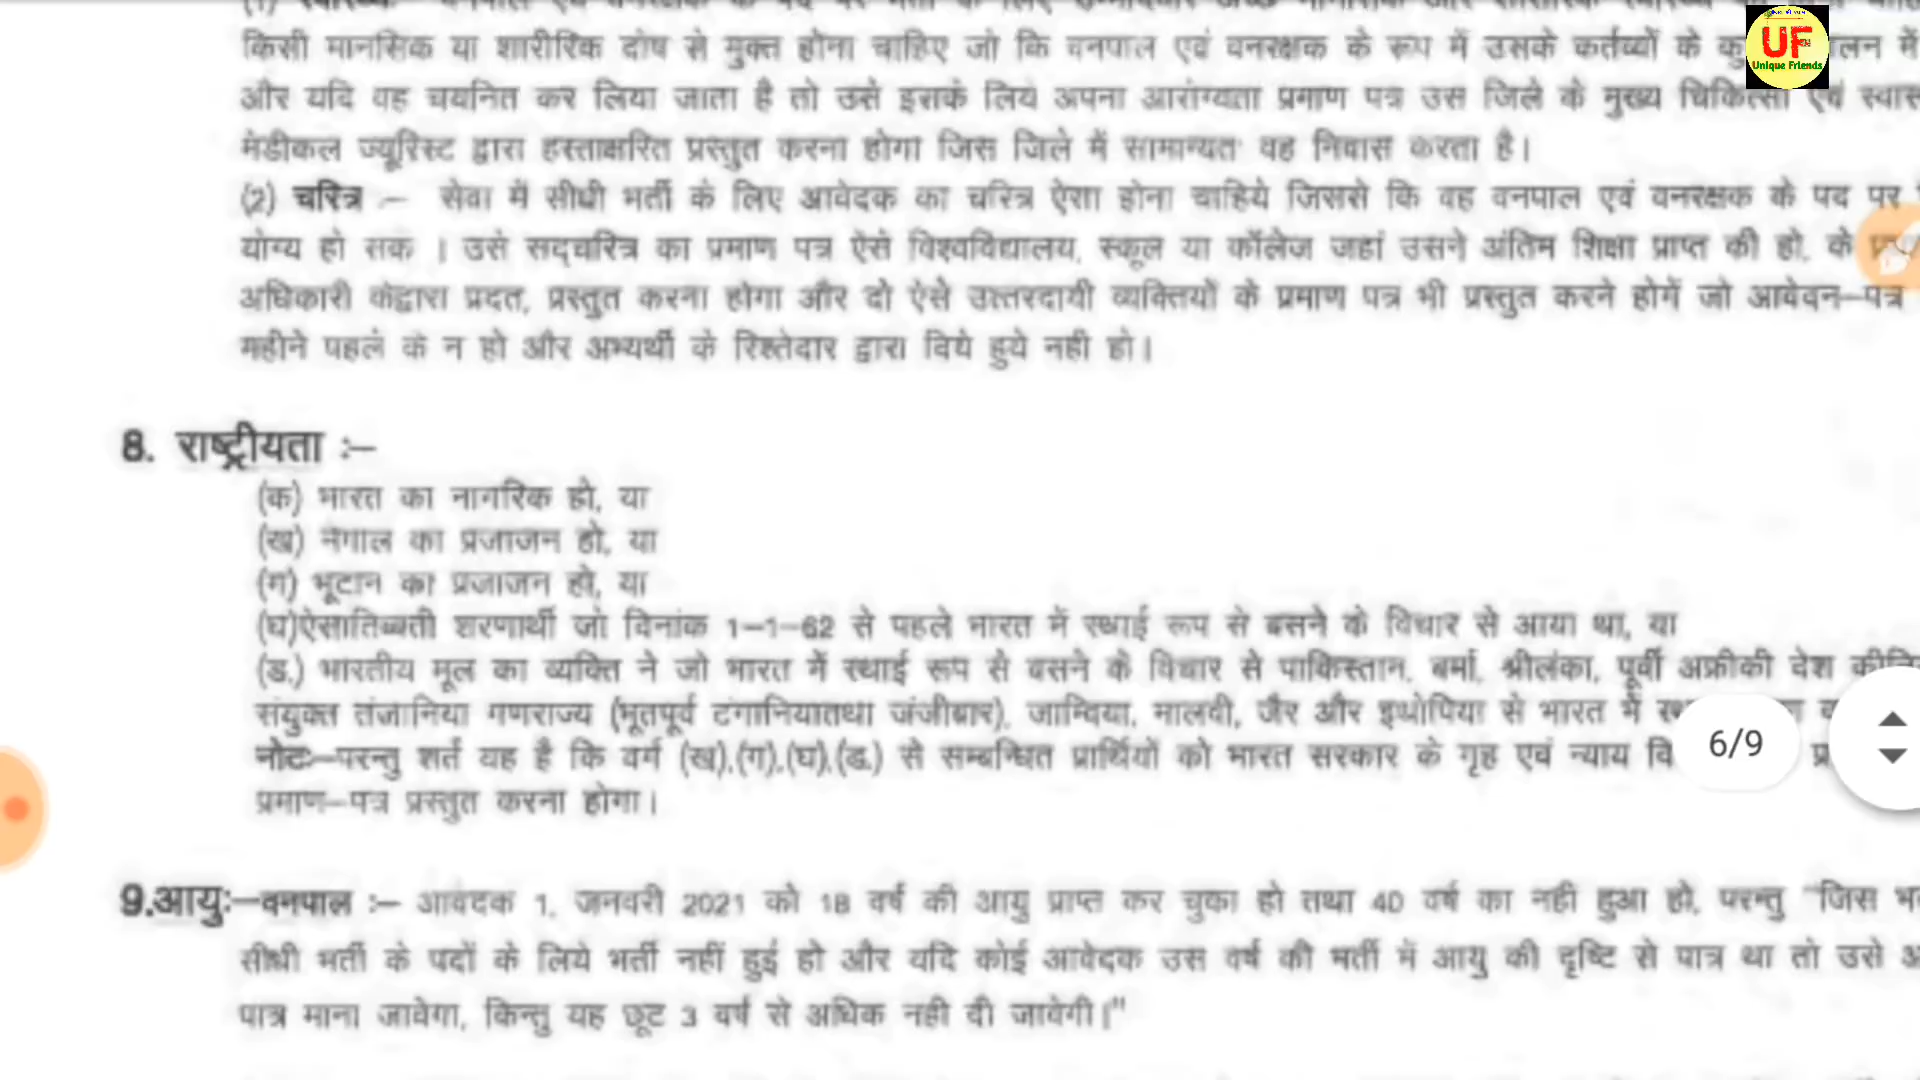 किसी मानसिक या शारीरिक दोष से मुक्त होना चाहिए जो कि वनपाल एवं वनरक्षक के रूप में उसके कर्तव्यों के लन में
और यदि वह चयनित कर लिया जाता है तो उसे इसके लिये अपना आरोग्यता प्रमाण पत्र उस जिले के मुख्य चिकित्सा एवं
मेडीकल ज्यूरिस्ट द्वारा हस्ताक्षरित प्रस्तुत करना होगा जिस जिले में सामान्यतः वह निवास करता है।
(2) चरित्र :– सेवा में सीधी भर्ती के लिए आवेदक का चरित्र ऐसा होना चाहिये जिससे कि वह वनपाल एवं वनरक्षक के पद पर
योग्य हो सके । उसे सद्चरित्र का प्रमाण पत्र ऐसे विश्वविद्यालय, स्कूल या कॉलेज जहां उसने अंतिम शिक्षा प्राप्त की हो, के
अधिकारी केद्वारा प्रदत, प्रस्तुत करना होगा और दो ऐसे उत्तरदायी व्यक्तियों के प्रमाण पत्र भी प्रस्तुत करने होगें जो आवेदन–पत्र
महीने पहले के न हो और अभ्यर्थी के रिश्तेदार द्वारा दिये हुये नही हो।
8. राष्ट्रीयता :–
(क) भारत का नागरिक हो, या
(ख) नेपाल का प्रजाजन हो, या
(ग) भूटान का प्रजाजन हो, या
(घ)ऐसातिब्बती शरणार्थी जो दिनांक 1–1–62 से पहले भारत में स्थाई रूप से बसने के विचार से आया था, या
(ड.) भारतीय मूल का व्यक्ति ने जो भारत में स्थाई रूप से बसने के विचार से पाकिस्तान, बर्मा, श्रीलंका, पूर्वी अफ्रीकी देश
संयुक्त तंजानिया गणराज्य (भूतपूर्व टंगानियातथा जंजीबार), जाम्विया, मालवी, जैर और इथोपिया से भारत में
नोटः–परन्तु शर्त यह है कि वर्ग (ख),(ग),(घ),(ड.) से सम्बन्धित प्रार्थियों को भारत सरकार के गृह एवं न्याय
प्रमाण–पत्र प्रस्तुत करना होगा।
9.आयुः–वनपाल :– आवेदक 1, जनवरी 2021 को 18 वर्ष की आयु प्राप्त कर चुका हो तथा 40 वर्ष का नही हुआ हो, परन्तु "जिस
सीधी भर्ती के पदों के लिये भर्ती नहीं हुई हो और यदि कोई आवेदक उस वर्ष की भर्ती में आयु की दृष्टि से पात्र था तो उसे
पात्र माना जावेगा, किन्तु यह छूट 3 वर्ष से अधिक नही दी जावेगी।"
UF
Unique Friends
6/9